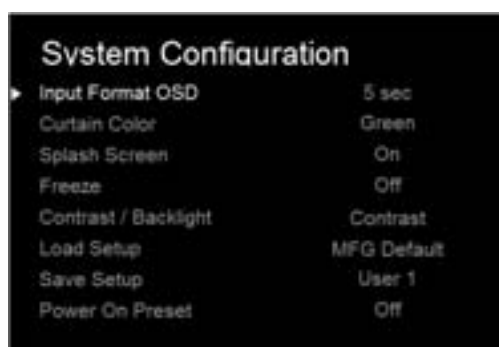 System Configuration
Input Format OSD 5 sec
Curtain Color Green
Splash Screen On
Freeze Off
Contrast / Backlight Contrast
Load Setup MFG Default
Save Setup User 1
Power On Preset Off